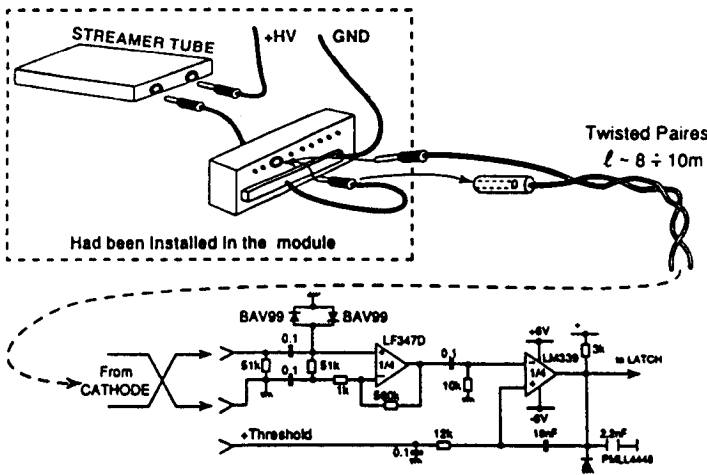 +HV
GND
STREAMER TUBE
Twisted Paires
ℓ ~ 8 ÷ 10m
Had been Installed in the module
BAV99
BAV99
LF347D
+6V
0.1
0.1
LM339
3k
From
CATHODE
51k
51k
1/4
1/4
to LATCH
0.1
1k
560k
10k
-6V
+Threshold
12k
18nF
2,2nF
0.1
PMLL4448